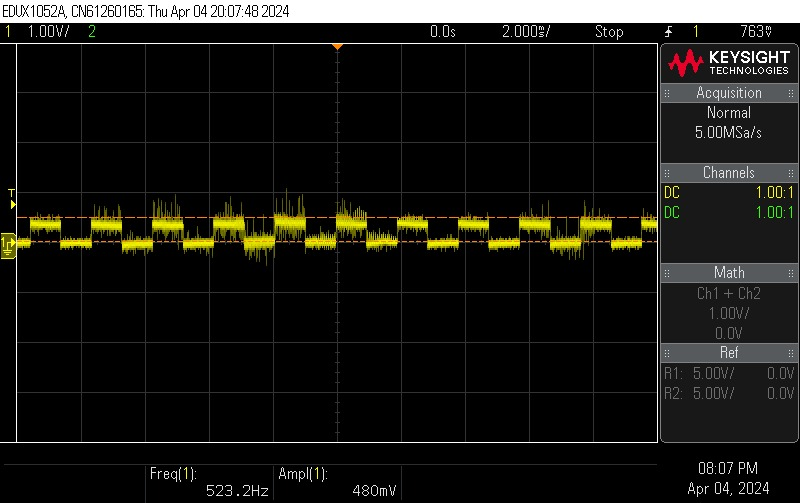 EDUX1052A, CN61260165: Thu Apr 04 20:07:48 2024
1 1.00V/ 2 0.0s 2.000ms/ Stop 1 763mV
KEYSIGHT
TECHNOLOGIES
Acquisition
Normal
5.00MSa/s
Channels
DC 1.00:1
DC 1.00:1
T
1
Math
Ch1 + Ch2
1.00V/
0.0V
Ref
R1: 5.00V/ 0.0V
R2: 5.00V/ 0.0V
Freq(1): Ampl(1):
523.2Hz 480mV
08:07 PM
Apr 04, 2024